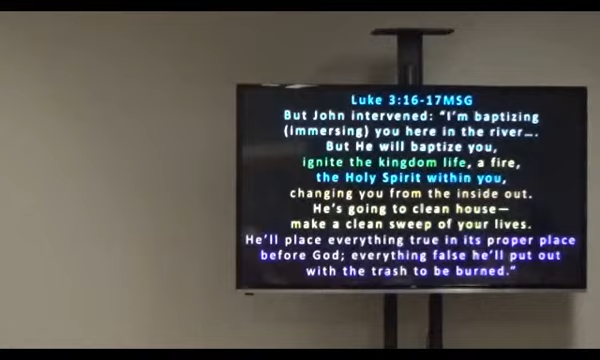 Luke 3:16-17MSG
But John intervened: “I’m baptizing
(immersing) you here in the river….
But He will baptize you,
ignite the kingdom life, a fire,
the Holy Spirit within you,
changing you from the inside out.
He’s going to clean house—
make a clean sweep of your lives.
He’ll place everything true in its proper place
before God; everything false he’ll put out
with the trash to be burned.”